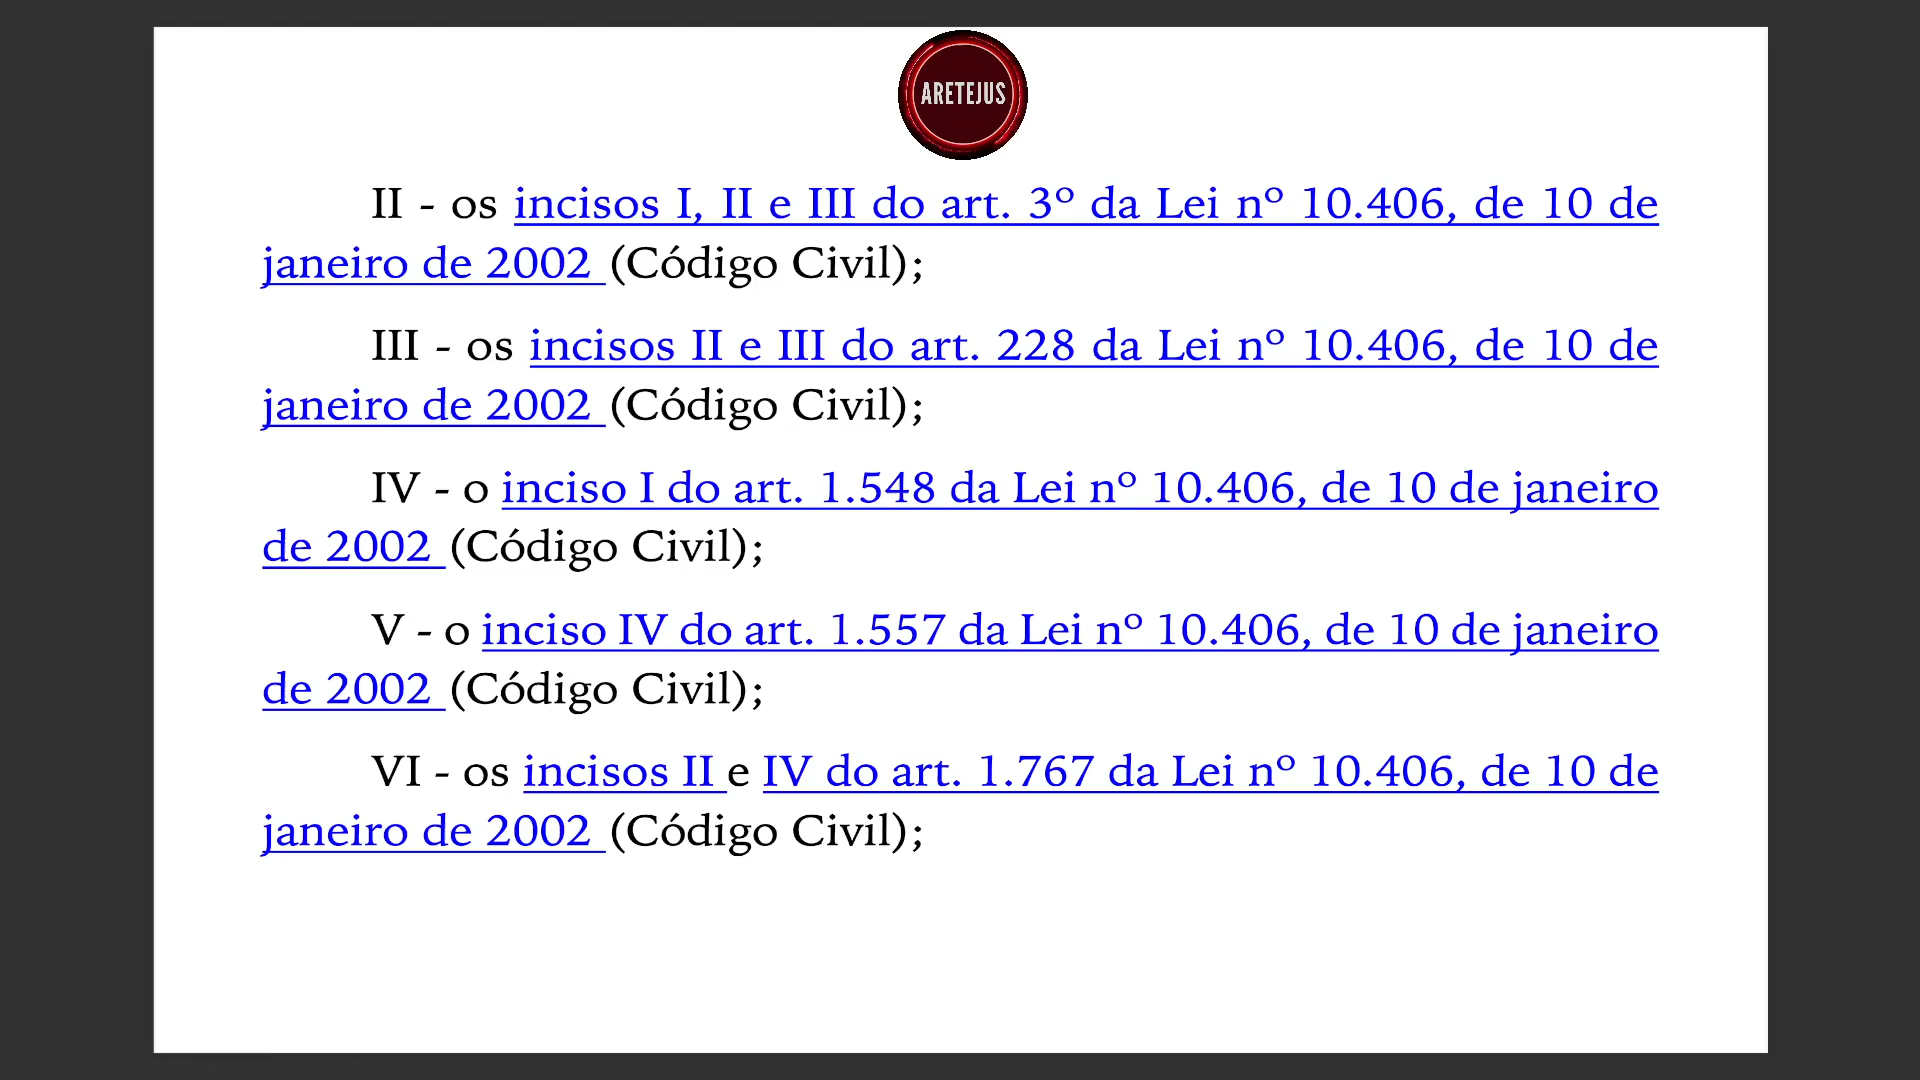 ARETEJUS
II - os incisos I, II e III do art. 3º da Lei nº 10.406, de 10 de
janeiro de 2002 (Código Civil);
III - os incisos II e III do art. 228 da Lei nº 10.406, de 10 de
janeiro de 2002 (Código Civil);
IV - o inciso I do art. 1.548 da Lei nº 10.406, de 10 de janeiro
de 2002 (Código Civil);
V - o inciso IV do art. 1.557 da Lei nº 10.406, de 10 de janeiro
de 2002 (Código Civil);
VI - os incisos II e IV do art. 1.767 da Lei nº 10.406, de 10 de
janeiro de 2002 (Código Civil);